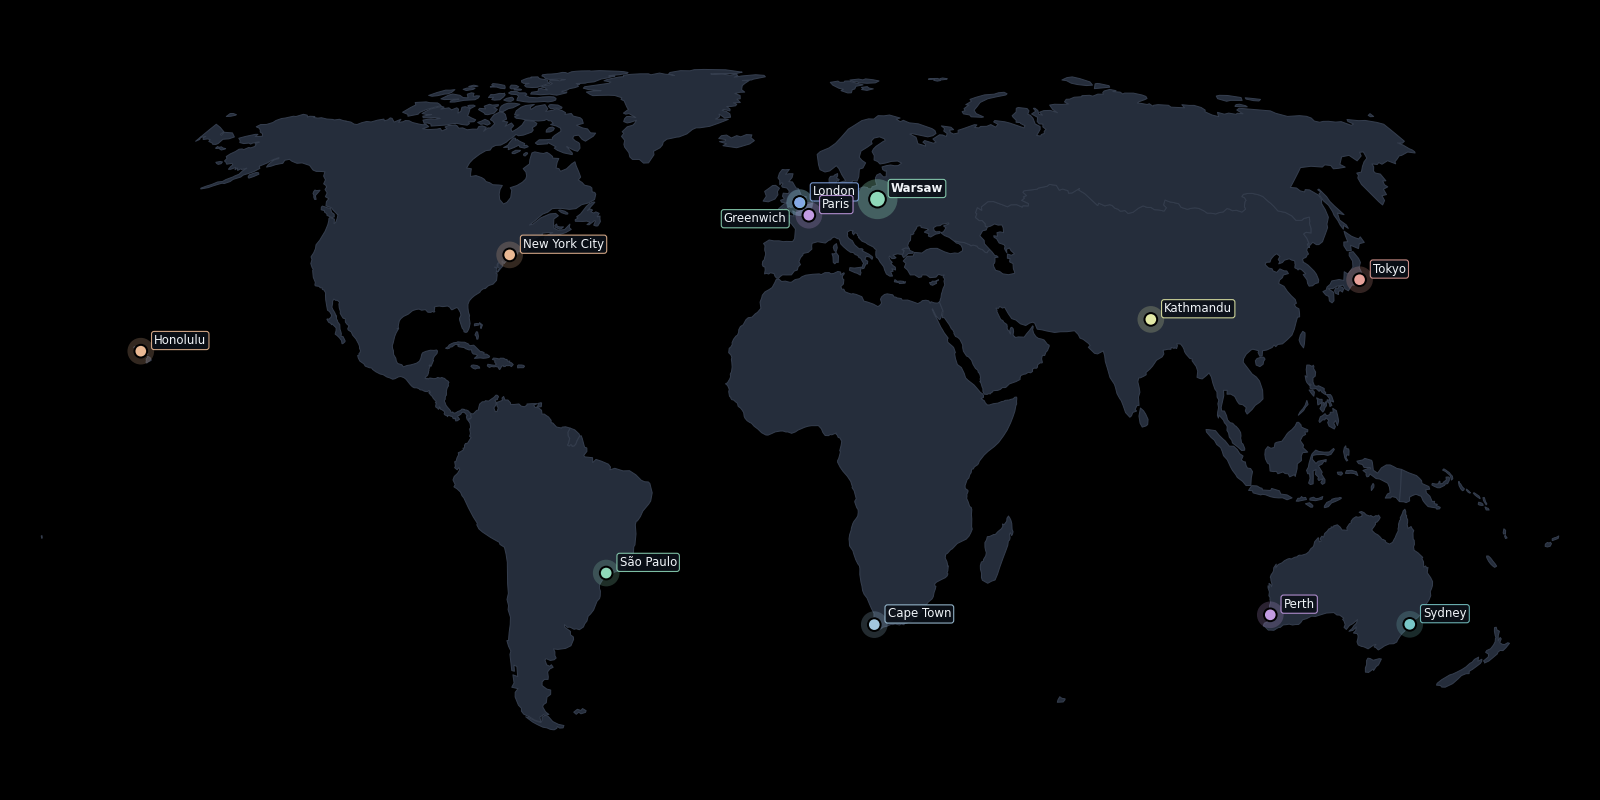 London
Warsaw
Paris
Greenwich
New York City
Tokyo
Kathmandu
Honolulu
São Paulo
Perth
Cape Town
Sydney